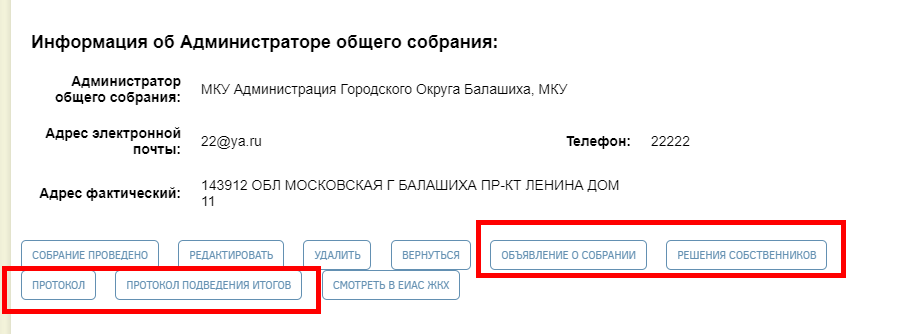 Информация об Администраторе общего собрания:
Администратор общего собрания: МКУ Администрация Городского Округа Балашиха, МКУ
Адрес электронной почты: 22@ya.ru Телефон: 22222
Адрес фактический: 143912 ОБЛ МОСКОВСКАЯ Г БАЛАШИХА ПР-КТ ЛЕНИНА ДОМ 11
СОБРАНИЕ ПРОВЕДЕНО РЕДАКТИРОВАТЬ УДАЛИТЬ ВЕРНУТЬСЯ ОБЪЯВЛЕНИЕ О СОБРАНИИ РЕШЕНИЯ СОБСТВЕННИКОВ
ПРОТОКОЛ ПРОТОКОЛ ПОДВЕДЕНИЯ ИТОГОВ СМОТРЕТЬ В ЕИАС ЖКХ